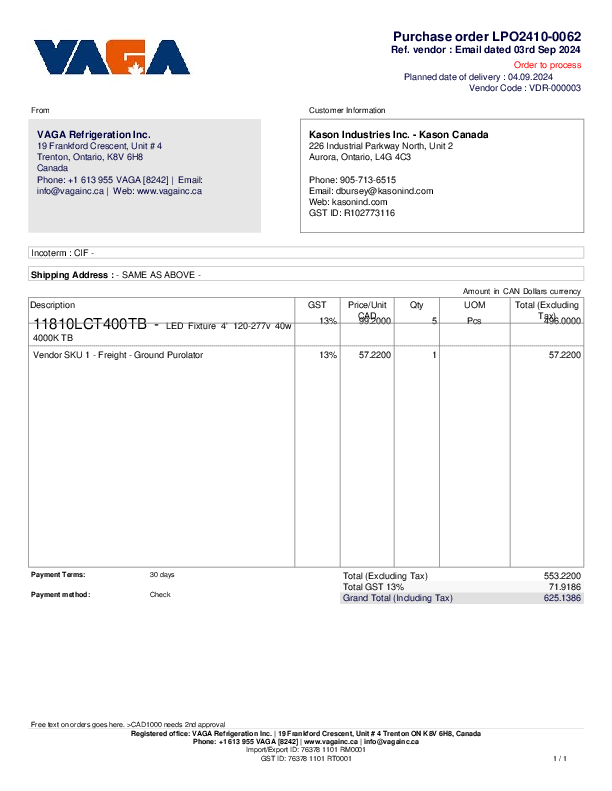 VAGA
Purchase order LPO2410-0062
Ref. vendor : Email dated 03rd Sep 2024
Order to process
Planned date of delivery : 04.09.2024
Vendor Code : VDR-000003
From
Customer Information
VAGA Refrigeration Inc.
19 Frankford Crescent, Unit # 4
Trenton, Ontario, K8V 6H8
Canada
Phone: +1 613 955 VAGA [8242] | Email:
info@vagainc.ca | Web: www.vagainc.ca
Kason Industries Inc. - Kason Canada
226 Industrial Parkway North, Unit 2
Aurora, Ontario, L4G 4C3
Phone: 905-713-6515
Email: dbursey@kasonind.com
Web: kasonind.com
GST ID: R102773116
Incoterm : CIF -
Shipping Address : - SAME AS ABOVE -
Amount in CAN Dollars currency
Description GST Price/Unit CAD Qty UOM Total (Excluding Tax)
11810LCT400TB - LED Fixture 4' 120-277v 40w 13% 99.2000 5 Pcs 496.0000
4000K TB
Vendor SKU 1 - Freight - Ground Purolator 13% 57.2200 1 57.2200
Payment Terms: 30 days
Payment method: Check
Total (Excluding Tax) 553.2200
Total GST 13% 71.9186
Grand Total (Including Tax) 625.1386
Free text on orders goes here. >CAD1000 needs 2nd approval
Registered office: VAGA Refrigeration Inc. | 19 Frankford Crescent, Unit # 4 Trenton ON K8V 6H8, Canada
Phone: +1 613 955 VAGA [8242] | www.vagainc.ca | info@vagainc.ca
Import/Export ID: 76378 1101 RM0001
GST ID: 76378 1101 RT0001
1 / 1